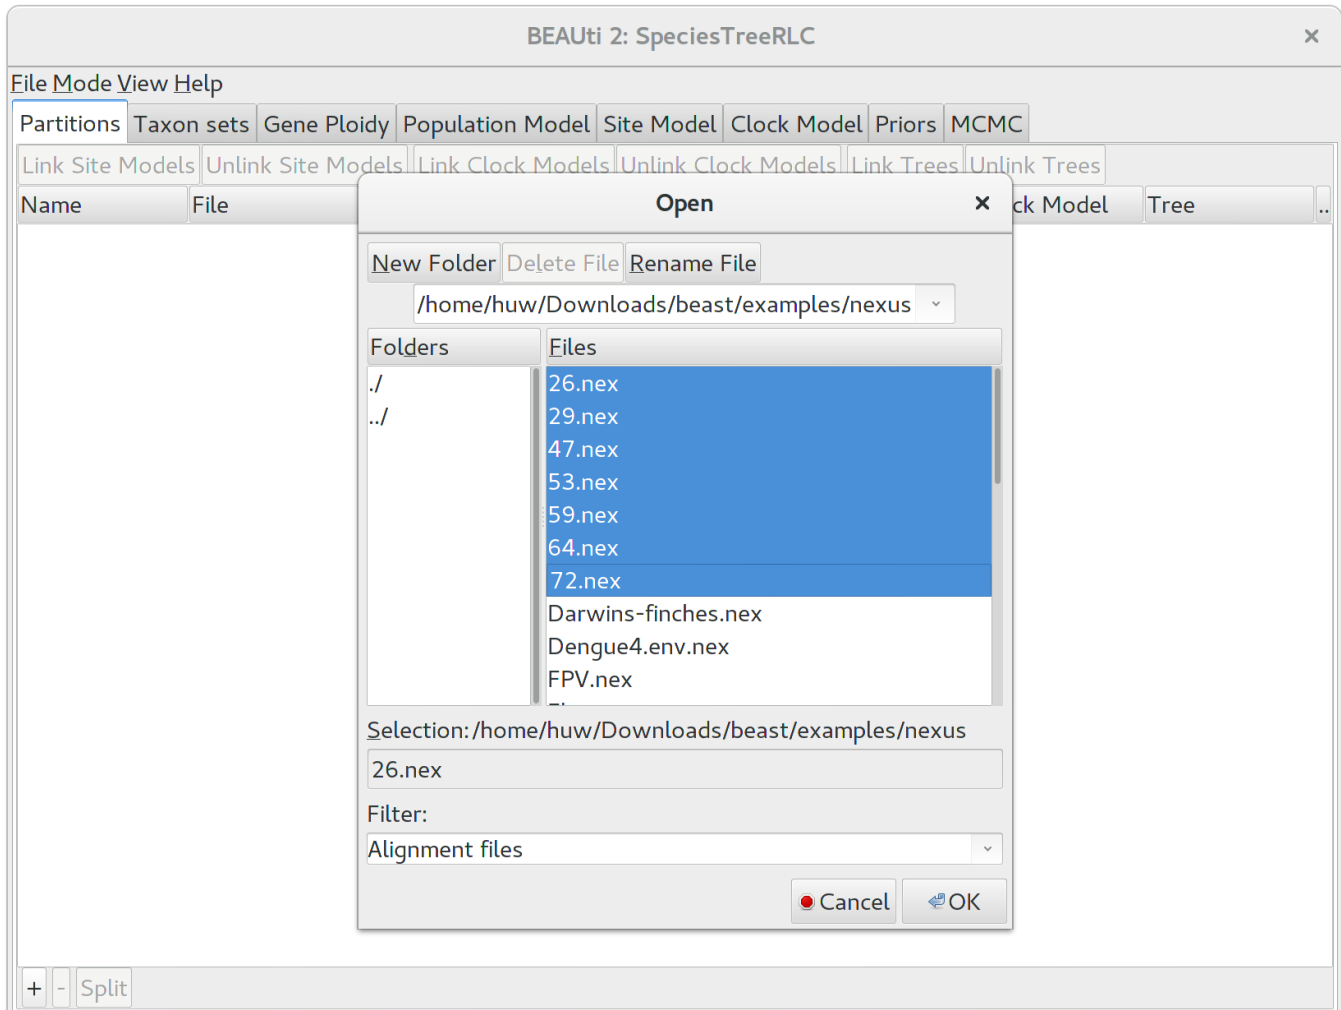 BEAUti 2: SpeciesTreeRLC
File Mode View Help
Partitions Taxon sets Gene Ploidy Population Model Site Model Clock Model Priors MCMC
Link Site Models Unlink Site Models Link Clock Models Unlink Clock Models Link Trees Unlink Trees
Name File ck Model Tree ..
Open
New Folder Delete File Rename File
/home/huw/Downloads/beast/examples/nexus
Folders Files
./ 26.nex
../ 29.nex
47.nex
53.nex
59.nex
64.nex
72.nex
Darwins-finches.nex
Dengue4.env.nex
FPV.nex
Selection:/home/huw/Downloads/beast/examples/nexus
26.nex
Filter:
Alignment files
Cancel OK
+ - Split